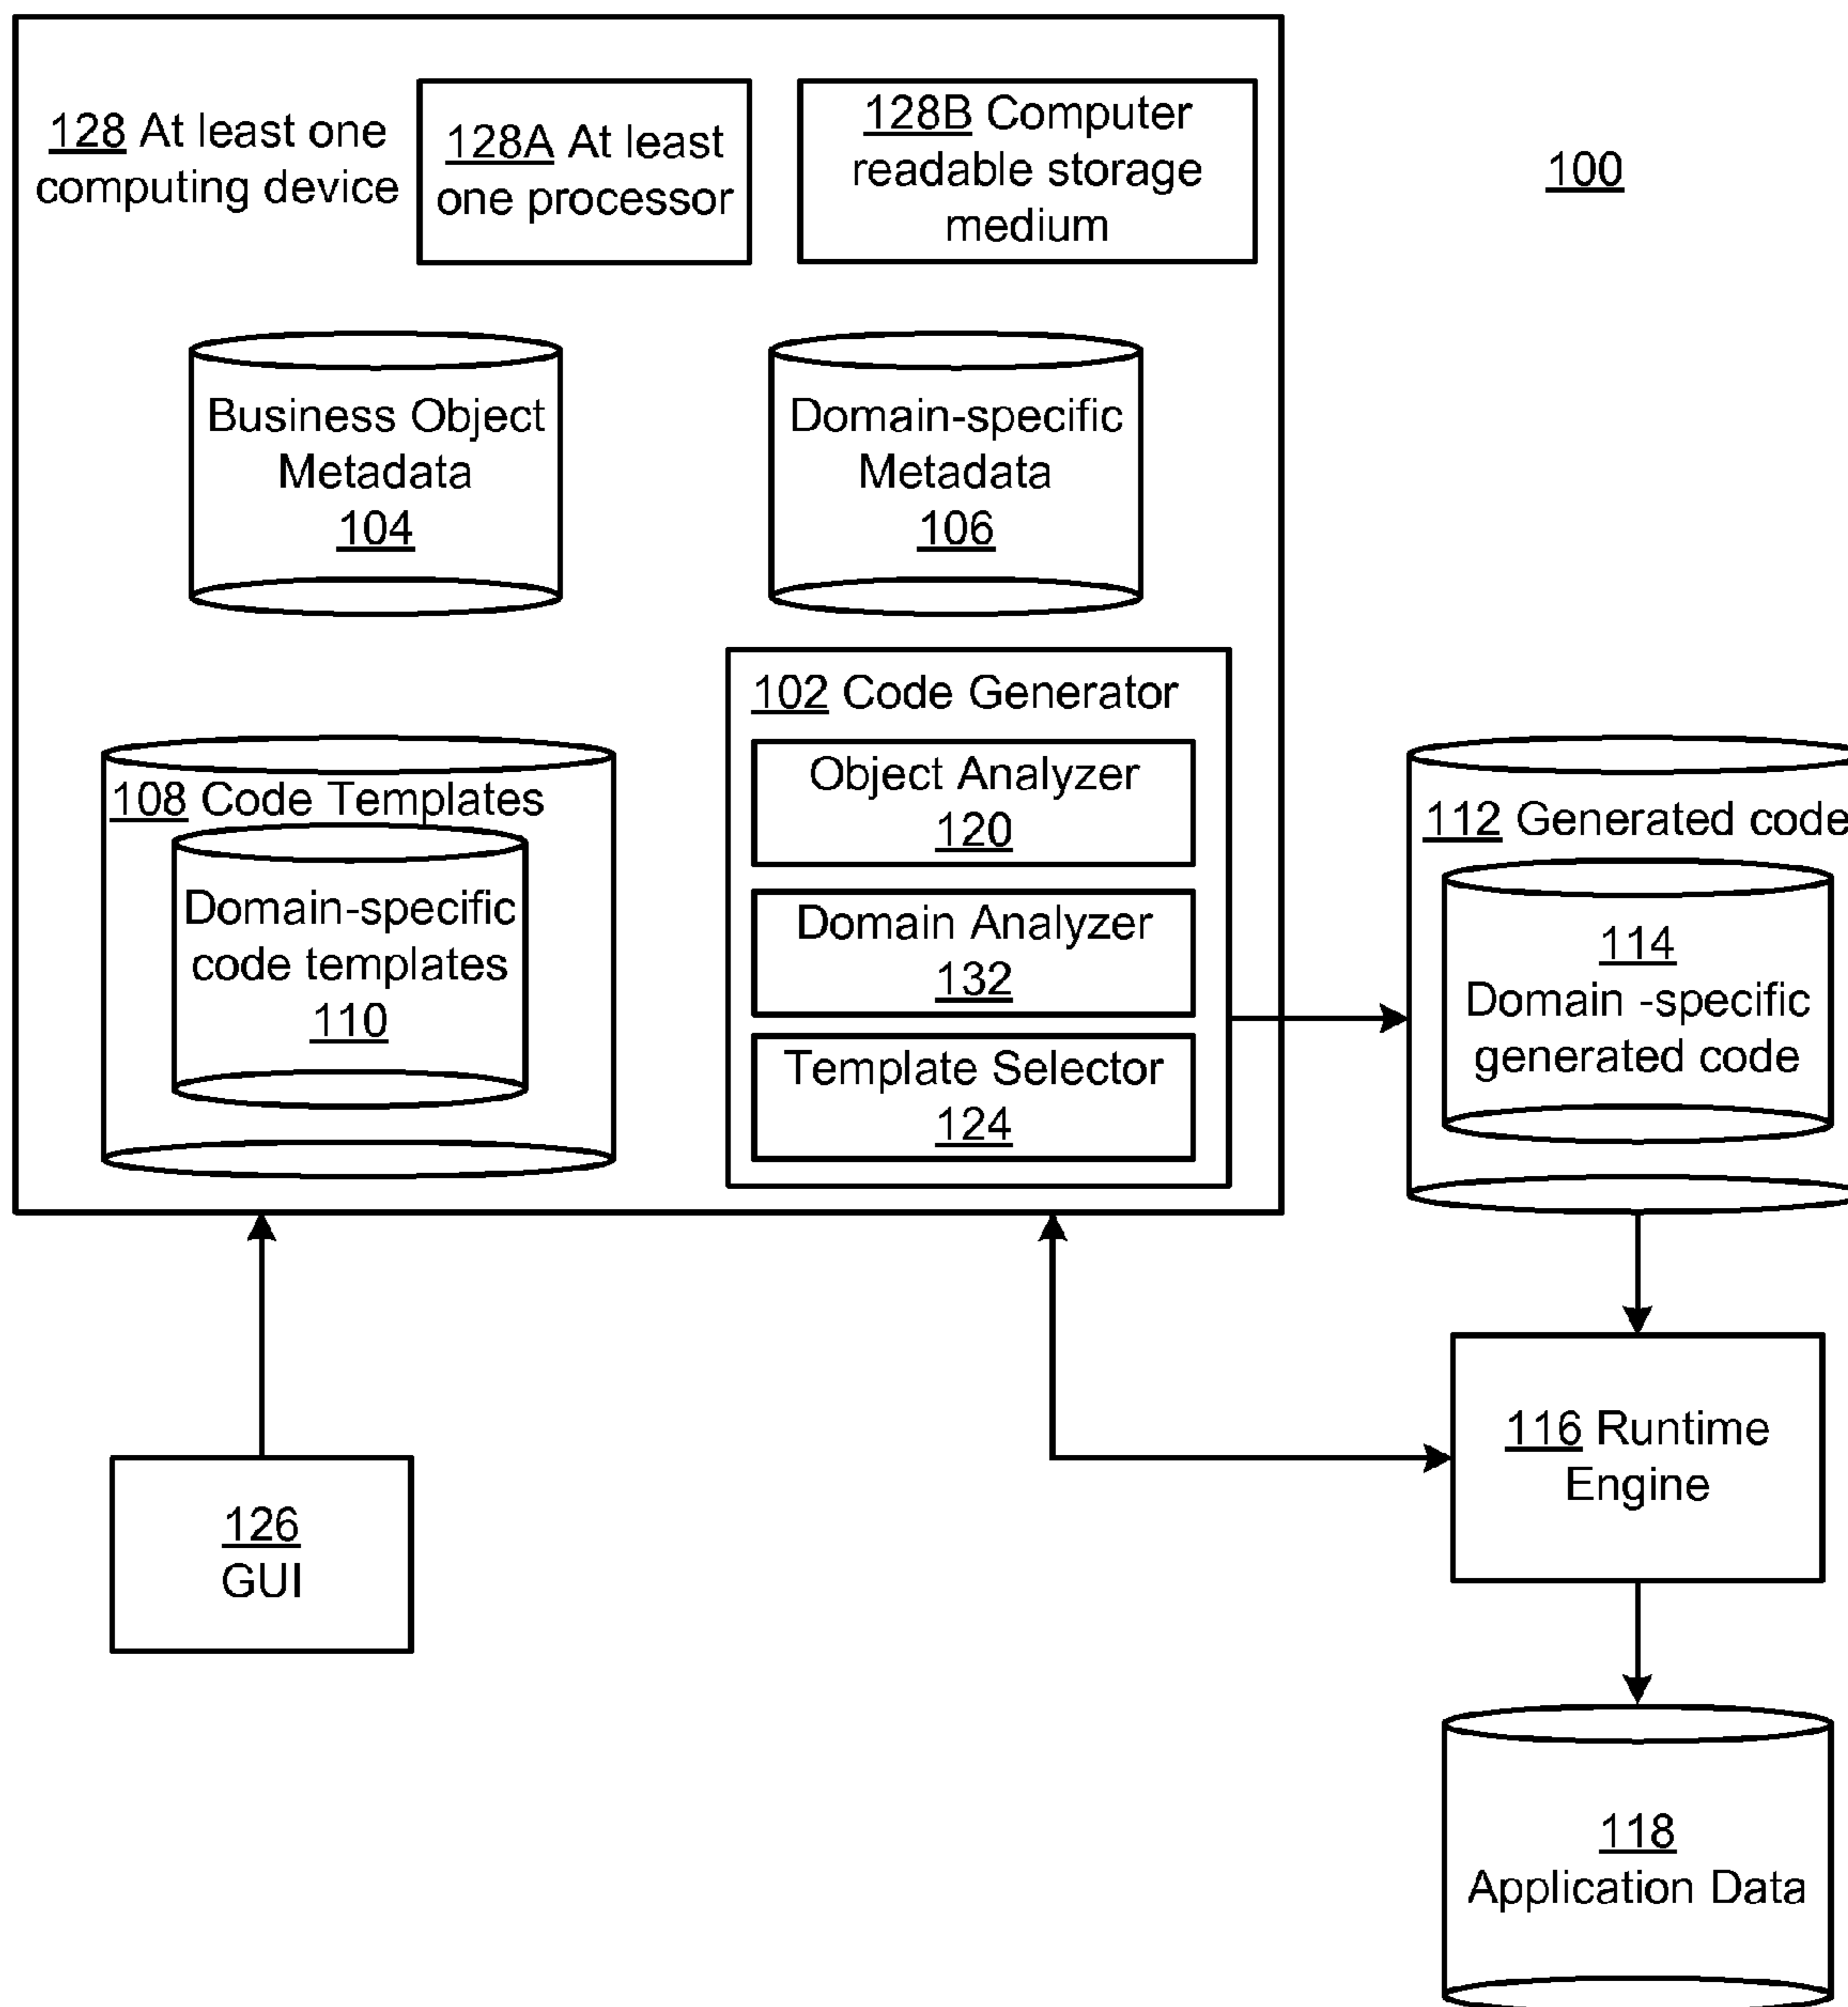 128 At least one
computing device
128A At least
one processor
128B Computer
readable storage
medium
100
Business Object
Metadata
104
Domain-specific
Metadata
106
102 Code Generator
Object Analyzer
120
Domain Analyzer
132
Template Selector
124
108 Code Templates
Domain-specific
code templates
110
112 Generated code
114
Domain -specific
generated code
116 Runtime
Engine
126
GUI
118
Application Data